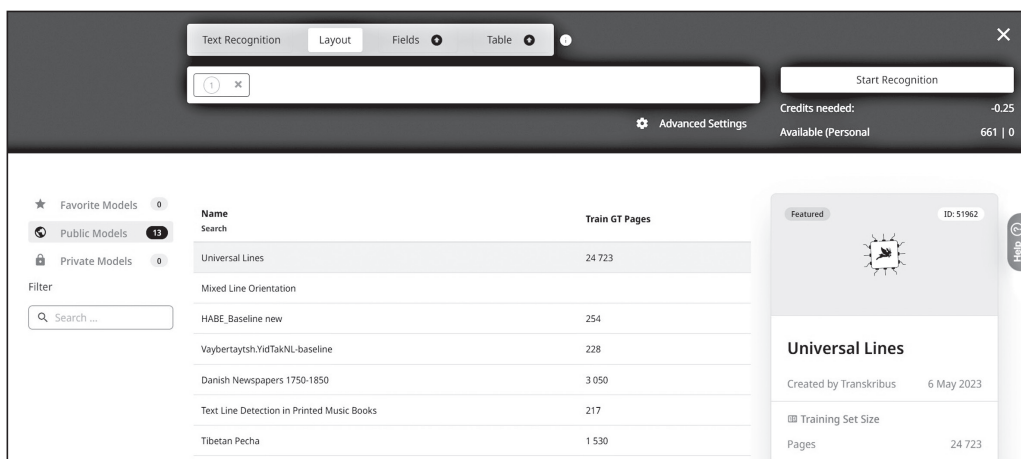 Text Recognition Layout Fields Table
1
Start Recognition
Credits needed: -0.25
Advanced Settings
Available (Personal 661 | 0
Favorite Models 0
Public Models 13
Private Models 0
Filter
Search ...
Name Train GT Pages
Search
Universal Lines 24 723
Mixed Line Orientation
HABE_Baseline new 254
Vaybertaytsh.YidTakNL-baseline 228
Danish Newspapers 1750-1850 3 050
Text Line Detection in Printed Music Books 217
Tibetan Pecha 1 530
Featured ID: 51962
Universal Lines
Created by Transkribus 6 May 2023
Training Set Size
Pages 24 723
Help